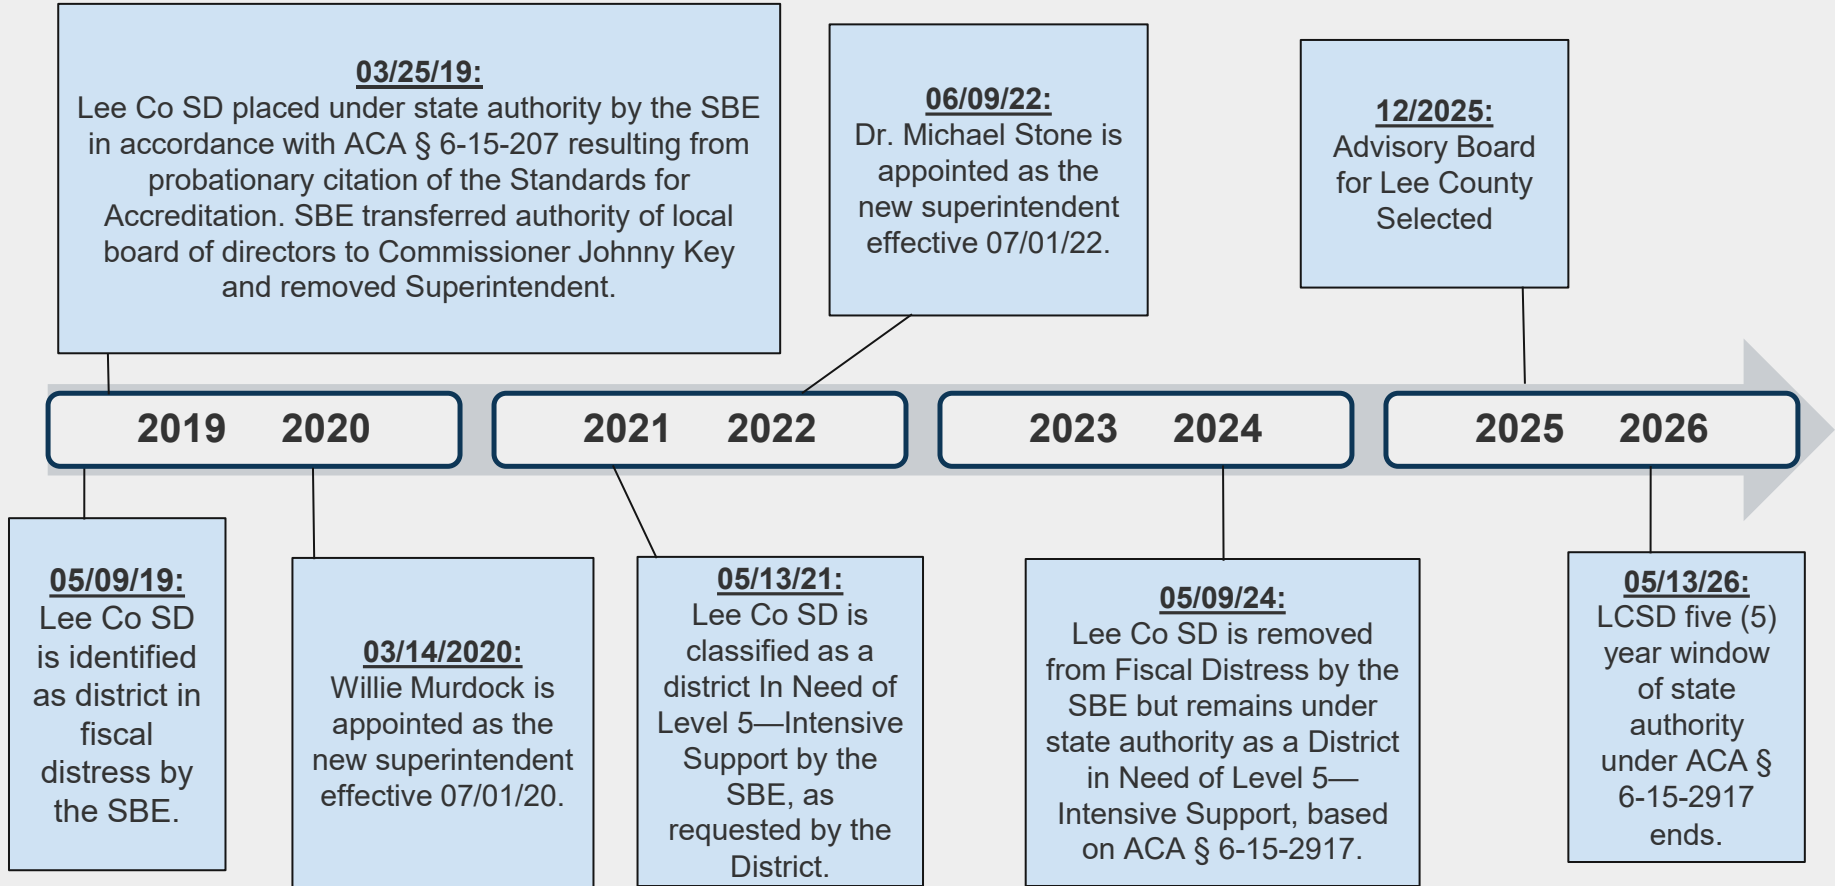 03/25/19:
Lee Co SD placed under state authority by the SBE
in accordance with ACA § 6-15-207 resulting from
probationary citation of the Standards for
Accreditation. SBE transferred authority of local
board of directors to Commissioner Johnny Key
and removed Superintendent.
06/09/22:
Dr. Michael Stone is
appointed as the
new superintendent
effective 07/01/22.
12/2025:
Advisory Board
for Lee County
Selected
2019 2020
2021 2022
2023 2024
2025 2026
05/09/19:
Lee Co SD
is identified
as district in
fiscal
distress by
the SBE.
03/14/2020:
Willie Murdock is
appointed as the
new superintendent
effective 07/01/20.
05/13/21:
Lee Co SD is
classified as a
district In Need of
Level 5—Intensive
Support by the
SBE, as
requested by the
District.
05/09/24:
Lee Co SD is removed
from Fiscal Distress by the
SBE but remains under
state authority as a District
in Need of Level 5—
Intensive Support, based
on ACA § 6-15-2917.
05/13/26:
LCSD five (5)
year window
of state
authority
under ACA §
6-15-2917
ends.